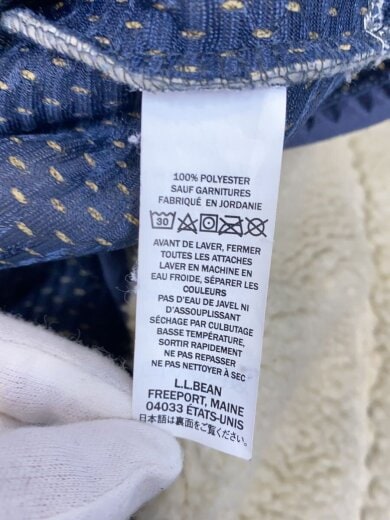 100% POLYESTER
SAUF GARNITURES
FABRIQUÉ EN JORDANIE
30
AVANT DE LAVER, FERMER
TOUTES LES ATTACHES
LAVER EN MACHINE EN
EAU FROIDE, SÉPARER LES
COULEURS
PAS D'EAU DE JAVEL NI
D'ASSOUPLISSANT
SÉCHAGE PAR CULBUTAGE
BASSE TEMPÉRATURE,
SORTIR RAPIDEMENT
NE PAS REPASSER
NE PAS NETTOYER À SEC
L.L.BEAN
FREEPORT, MAINE
04033 ÉTATS-UNIS
日本語は裏面をご覧ください。